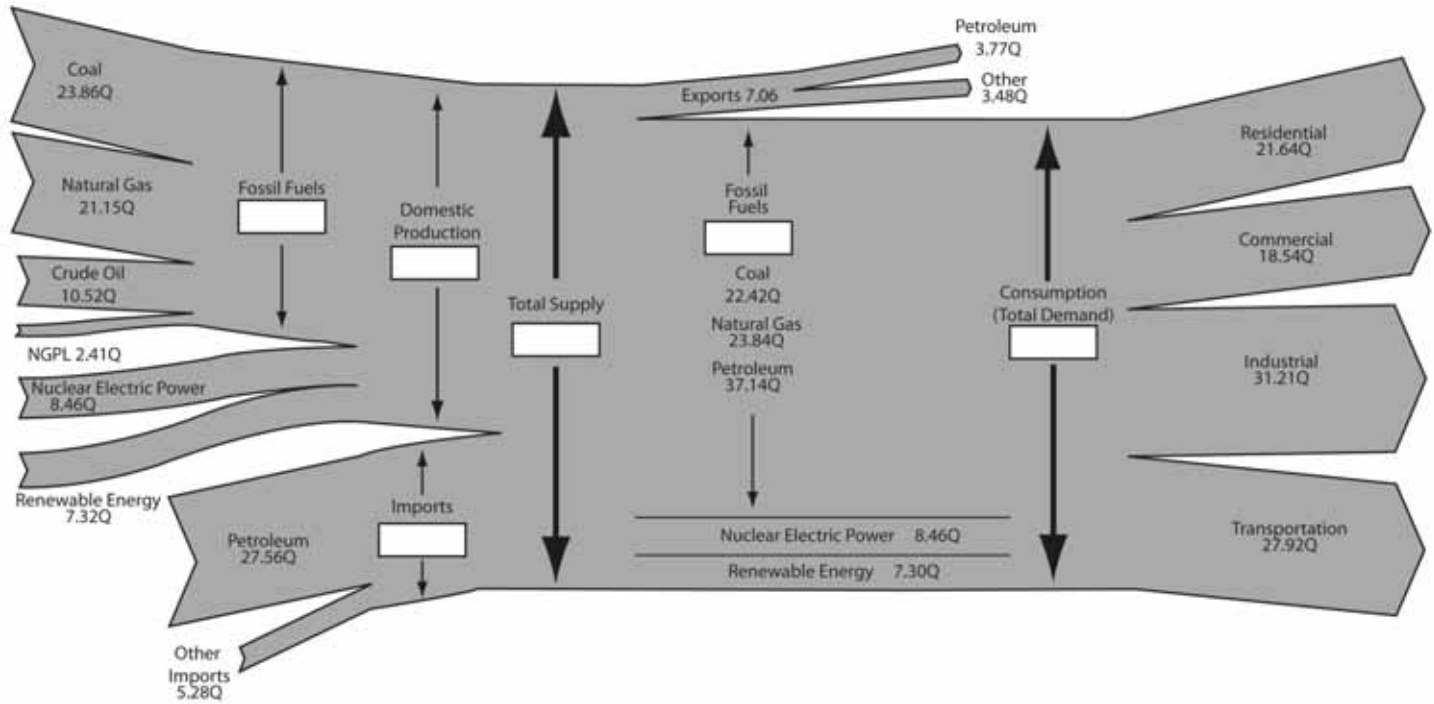 Coal
23.86Q
Natural Gas
21.15Q
Crude Oil
10.52Q
NGPL 2.41Q
Nuclear Electric Power
8.46Q
Renewable Energy
7.32Q
Petroleum
27.56Q
Other
Imports
5.28Q
Fossil Fuels
Domestic
Production
Imports
Total Supply
Exports 7.06
Petroleum
3.77Q
Other
3.48Q
Fossil
Fuels
Coal
22.42Q
Natural Gas
23.84Q
Petroleum
37.14Q
Nuclear Electric Power 8.46Q
Renewable Energy 7.30Q
Consumption
(Total Demand)
Residential
21.64Q
Commercial
18.54Q
Industrial
31.21Q
Transportation
27.92Q